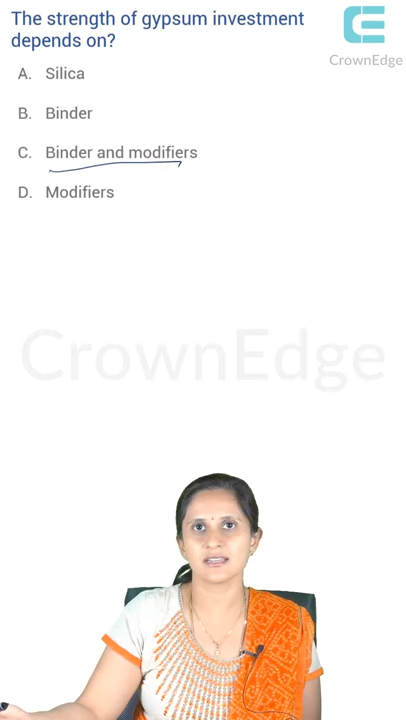 The strength of gypsum investment
depends on?
CrownEdge
A. Silica
B. Binder
C. Binder and modifiers
D. Modifiers
CrownEdge